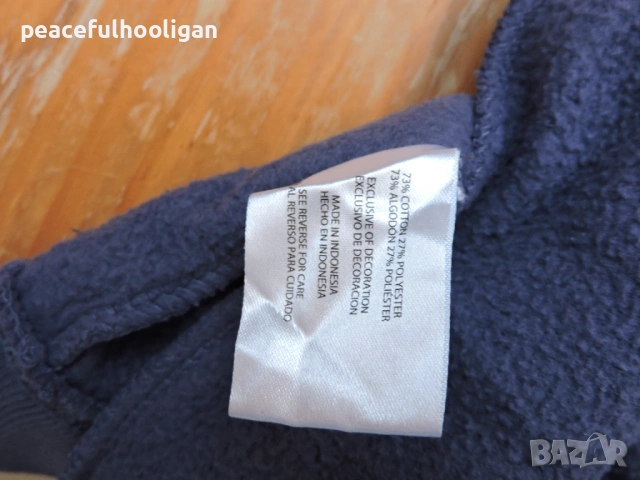 peacefulhooligan
73% COTTON 27% POLYESTER
73% ALGODON 27% POLIÉSTER
EXCLUSIVE OF DECORATION
EXCLUSIVO DE DECORACION
MADE IN INDONESIA
HECHO EN INDONESIA
SEE REVERSE FOR CARE
AL REVERSO PARA CUIDADO
BAZAR